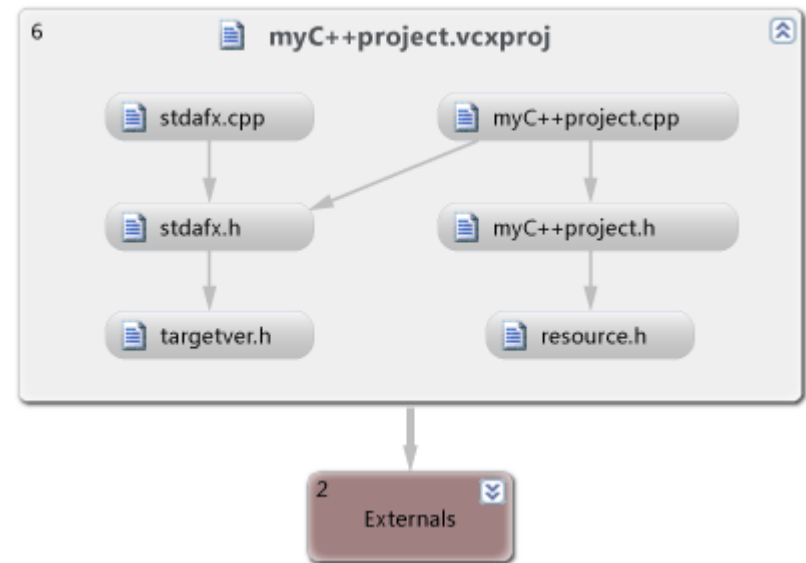 6
myC++project.vcxproj
stdafx.cpp
myC++project.cpp
stdafx.h
myC++project.h
targetver.h
resource.h
2
Externals